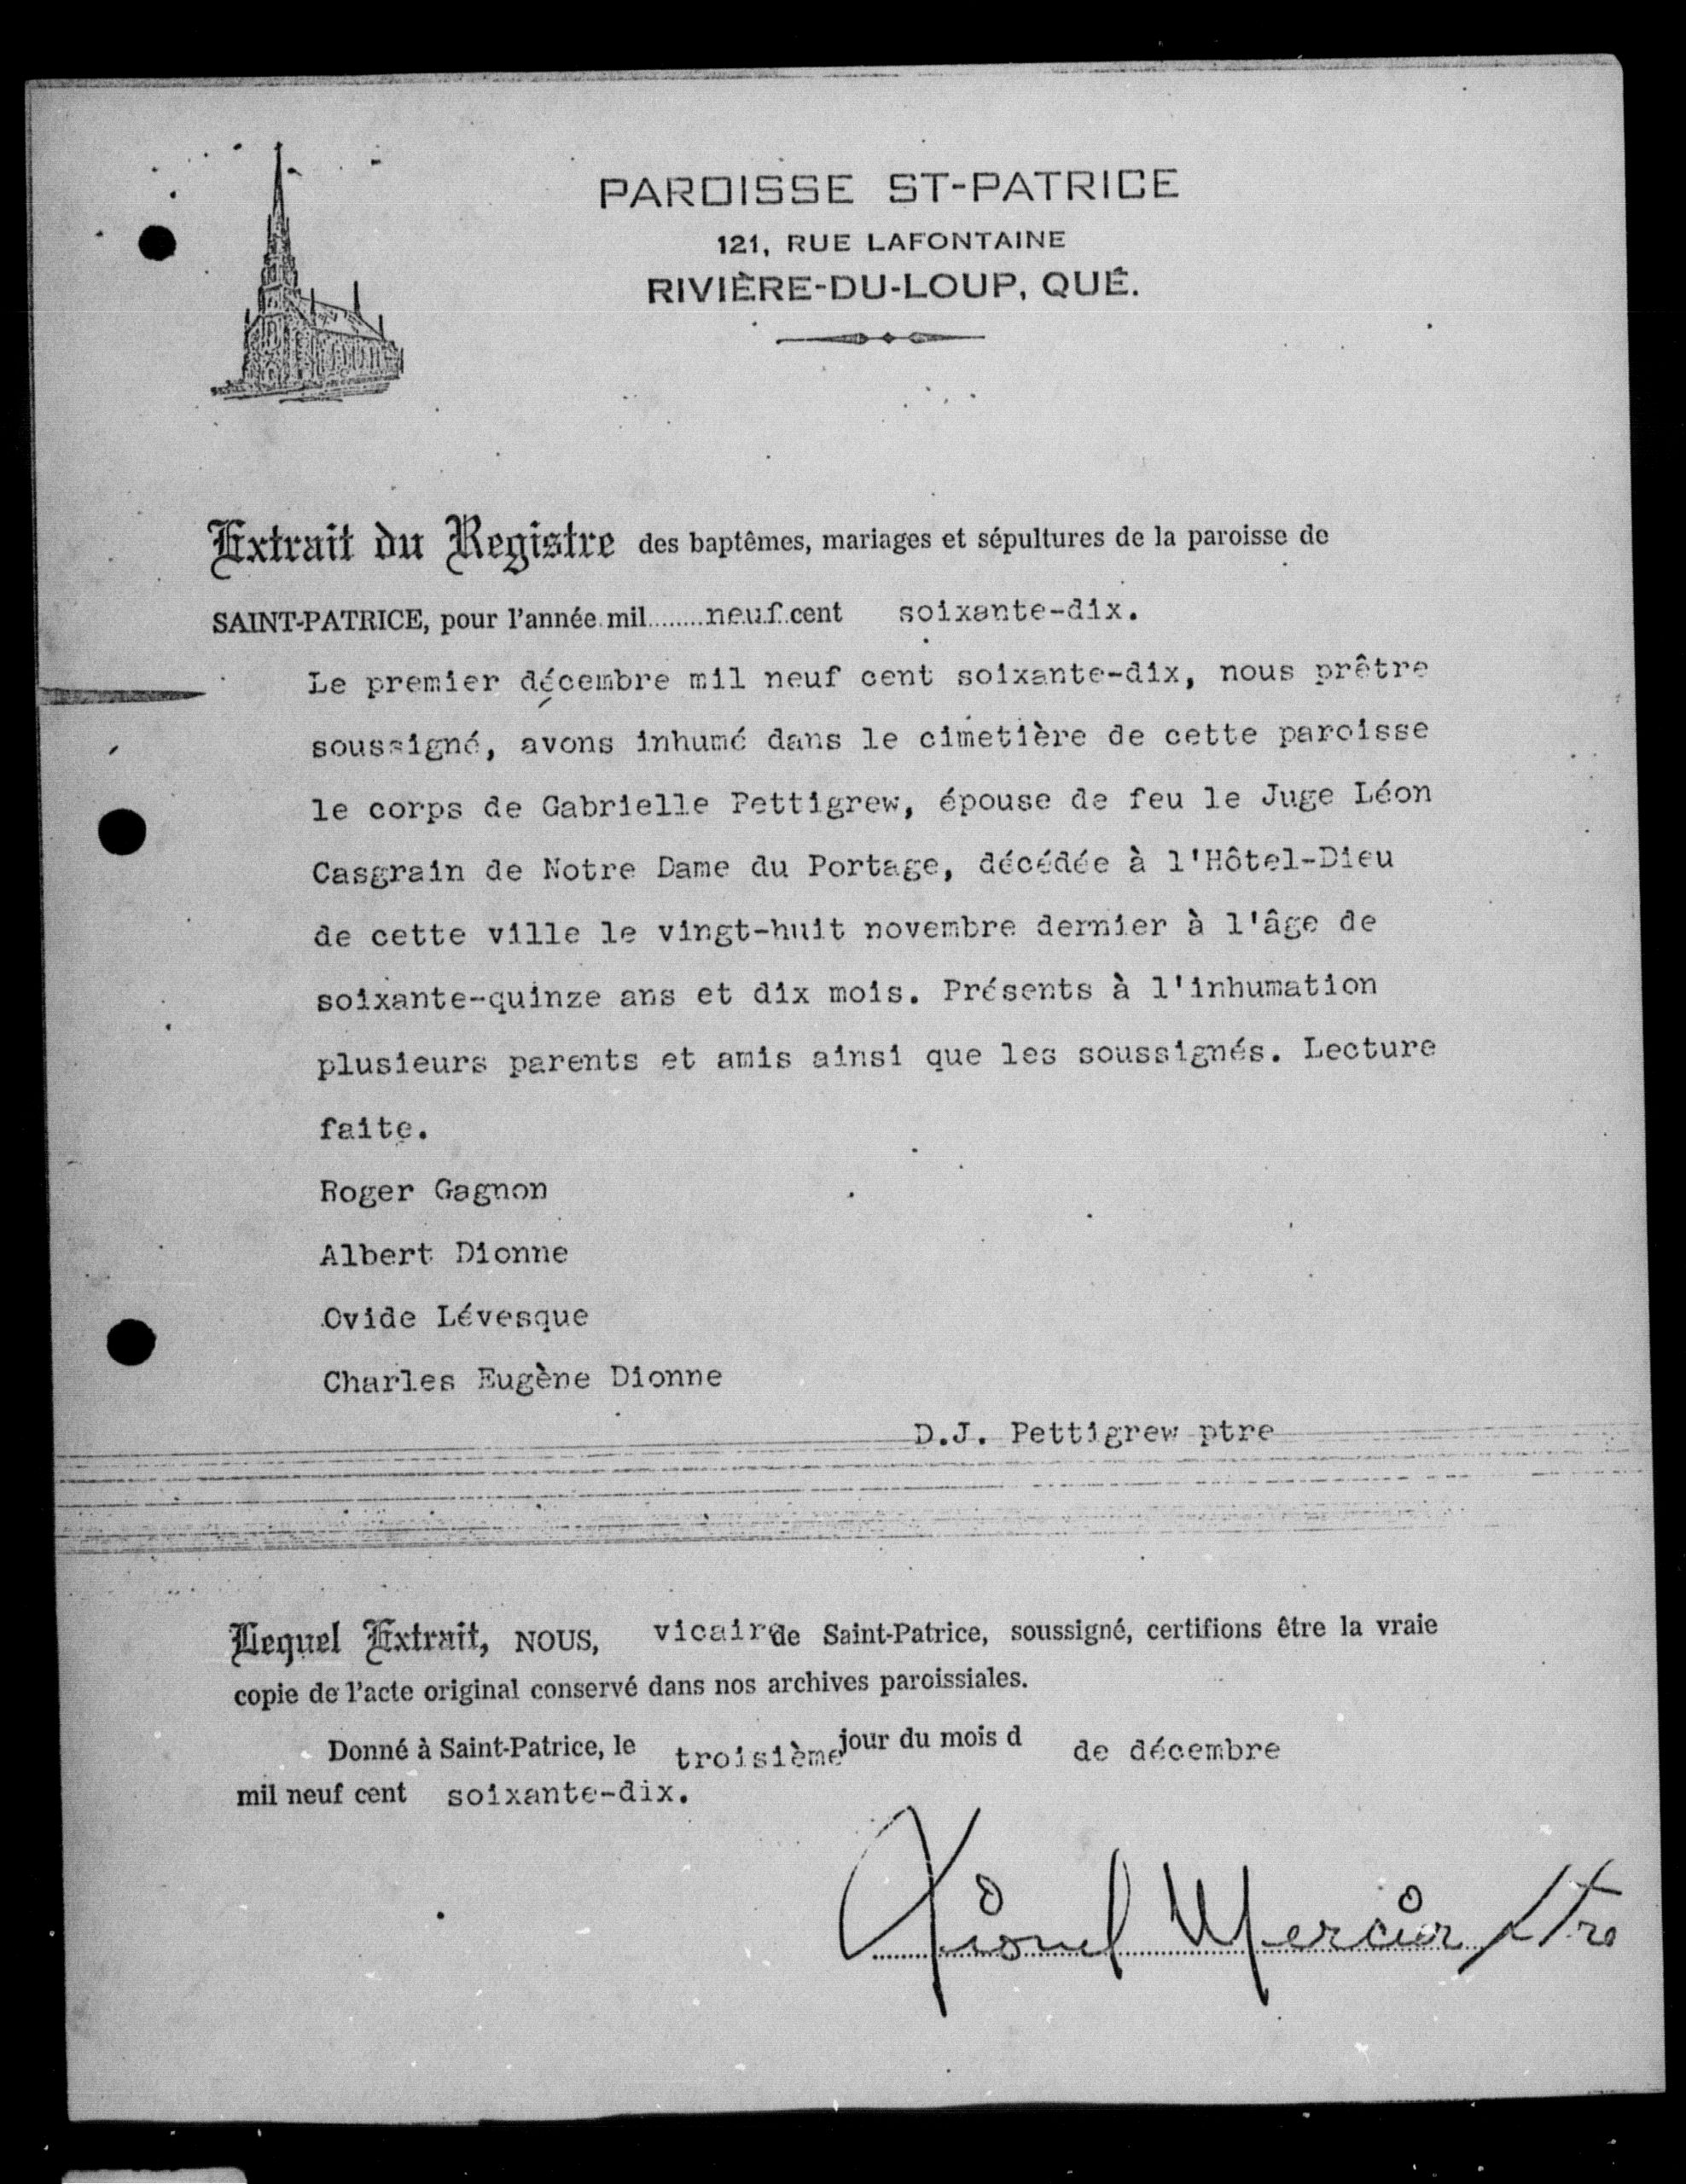 PAROISSE ST-PATRICE
121, RUE LAFONTAINE
RIVIÈRE-DU-LOUP, QUÉ.
Extrait du Registre des baptêmes, mariages et sépultures de la paroisse de
SAINT-PATRICE, pour l'année mil........neuf..cent soixante-dix.
Le premier décembre mil neuf cent soixante-dix, nous prêtre
soussigné, avons inhumé dans le cimetière de cette paroisse
le corps de Gabrielle Pettigrew, épouse de feu le Juge Léon
Casgrain de Notre Dame du Portage, décédée à l'Hôtel-Dieu
de cette ville le vingt-huit novembre dernier à l'âge de
soixante-quinze ans et dix mois. Présents à l'inhumation
plusieurs parents et amis ainsi que les soussignés. Lecture
faite.
Roger Gagnon
Albert Dionne
Ovide Lévesque
Charles Eugène Dionne
D.J. Pettigrew ptre
Lequel Extrait, NOUS, vicaire de Saint-Patrice, soussigné, certifions être la vraie
copie de l'acte original conservé dans nos archives paroissiales.
Donné à Saint-Patrice, le troisième jour du mois d de décembre
mil neuf cent soixante-dix.
Lionel Mercier ptre